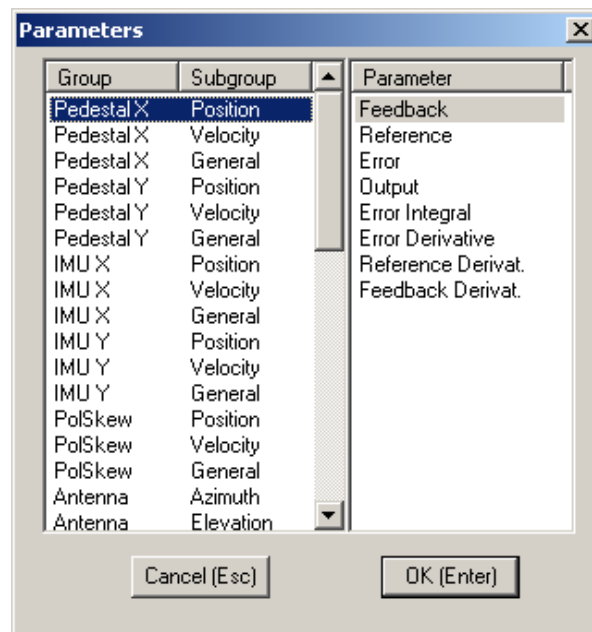 Parameters
Group Subgroup
Pedestal X Position
Pedestal X Velocity
Pedestal X General
Pedestal Y Position
Pedestal Y Velocity
Pedestal Y General
IMU X Position
IMU X Velocity
IMU X General
IMU Y Position
IMU Y Velocity
IMU Y General
PolSkew Position
PolSkew Velocity
PolSkew General
Antenna Azimuth
Antenna Elevation
Parameter
Feedback
Reference
Error
Output
Error Integral
Error Derivative
Reference Derivat.
Feedback Derivat.
Cancel (Esc)
OK (Enter)